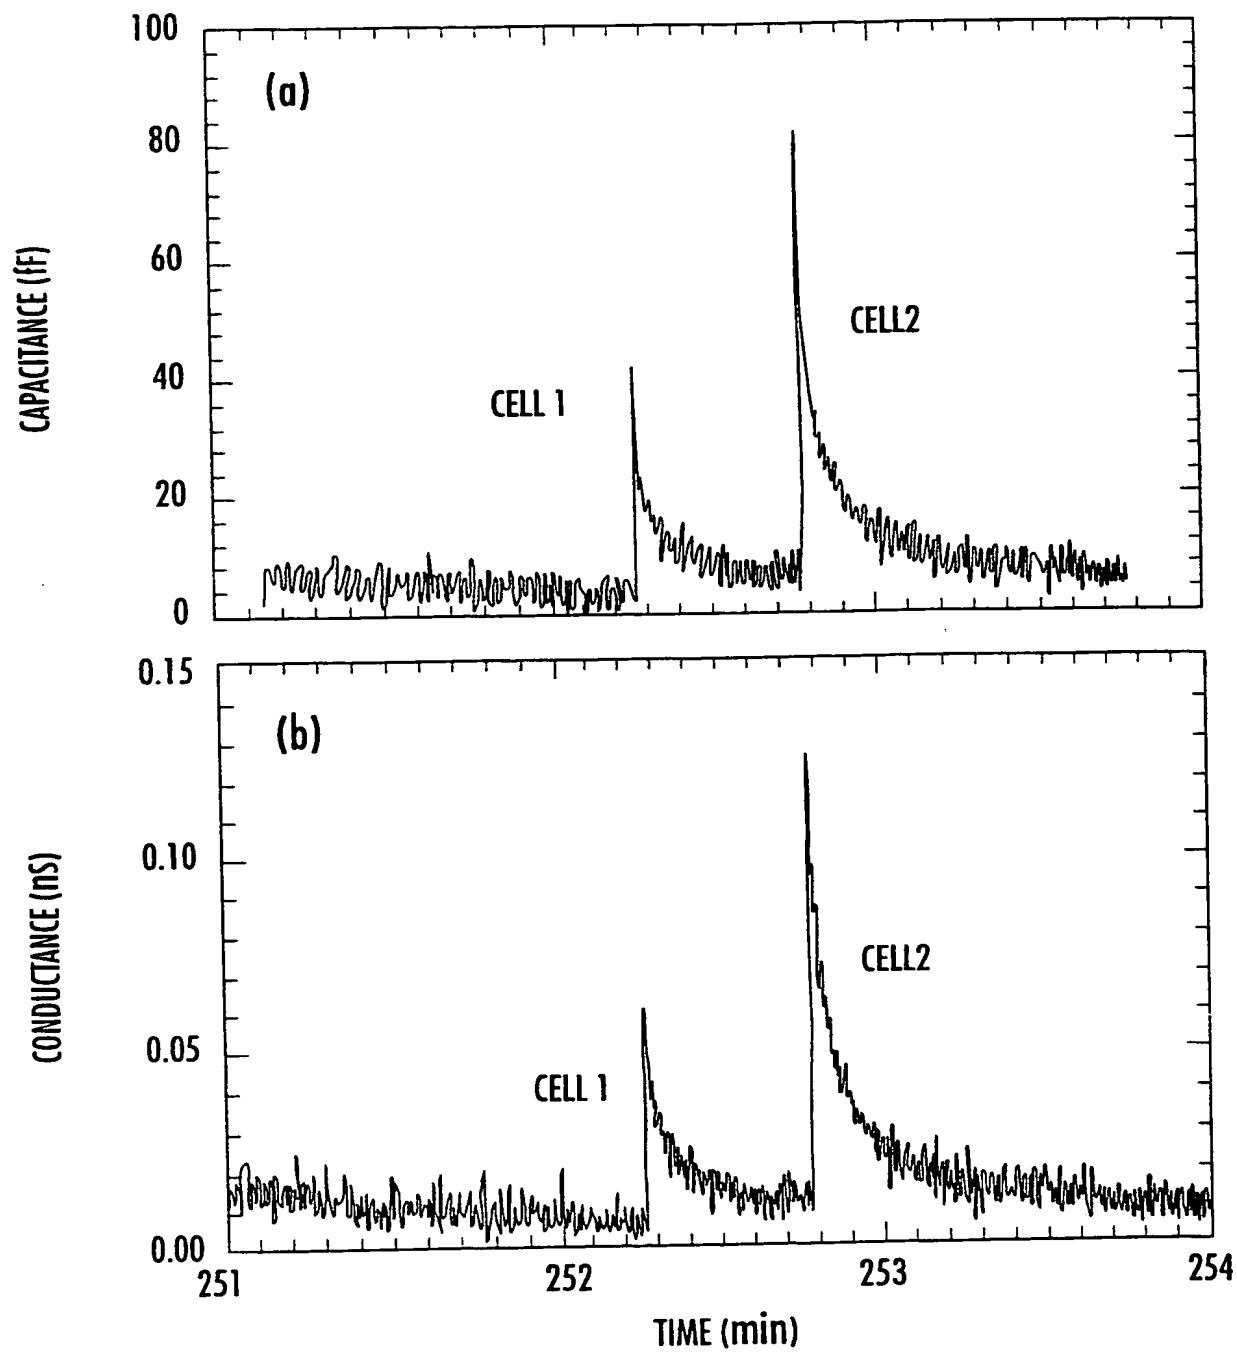 100
(a)
80
60
CAPACITANCE (fF)
CELL2
40
CELL 1
20
0
0.15
(b)
0.10
CONDUCTANCE (nS)
CELL2
0.05
CELL 1
0.00
251 252 253 254
TIME (min)